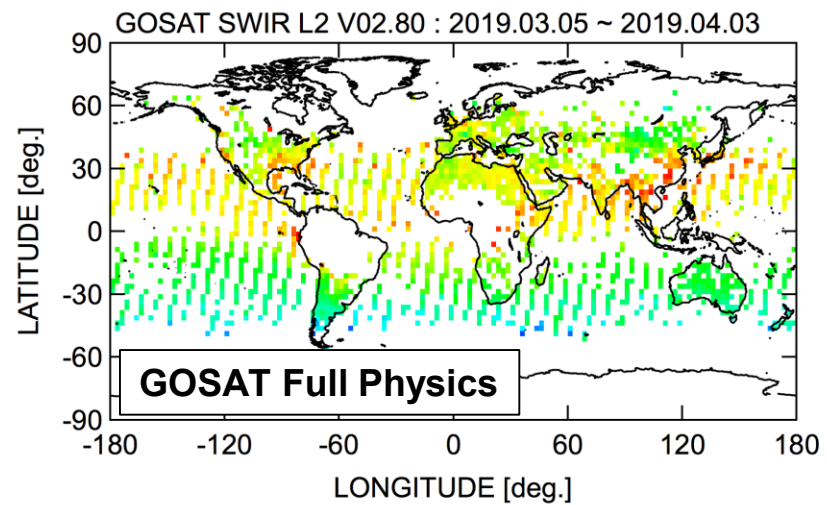 GOSAT SWIR L2 V02.80 : 2019.03.05 ~ 2019.04.03
90
60
30
0
-30
-60
-90
LATITUDE [deg.]
GOSAT Full Physics
-180 -120 -60 0 60 120 180
LONGITUDE [deg.]